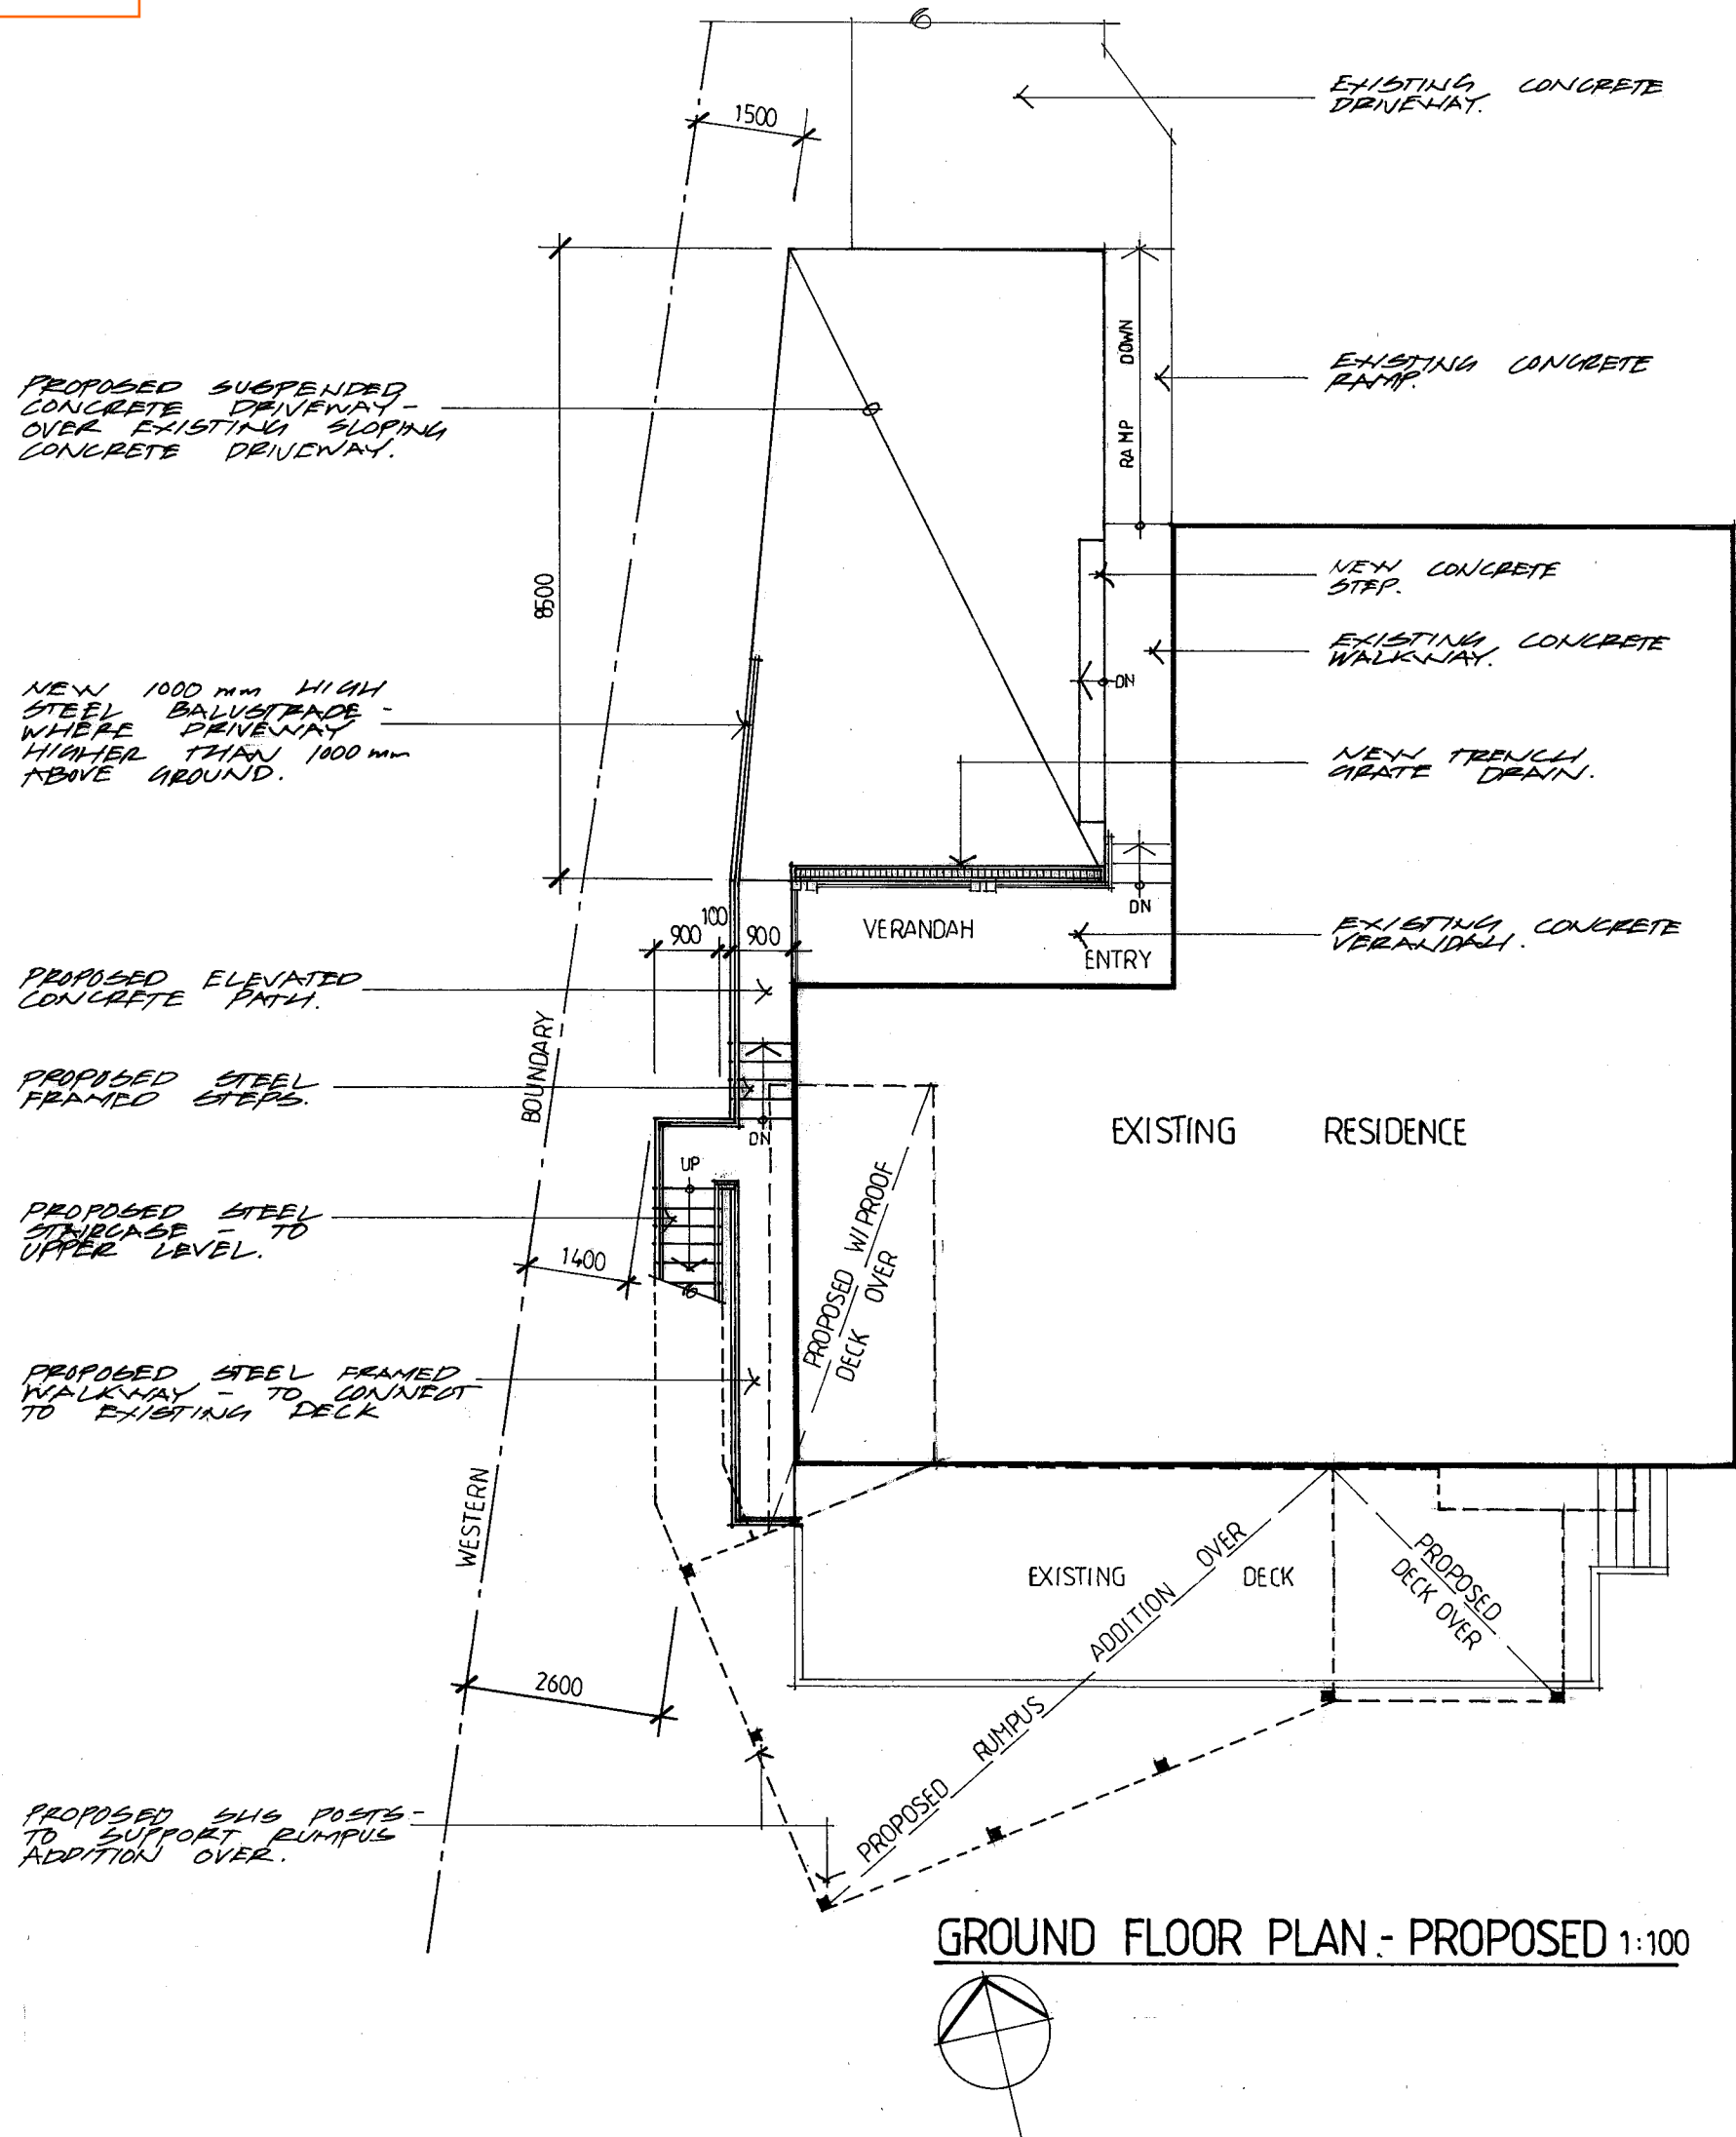 EXISTING CONCRETE
DRIVEWAY.
1500
EXISTING CONCRETE
RAMP.
RAMP DOWN
PROPOSED SUSPENDED
CONCRETE DRIVEWAY -
OVER EXISTING SLOPING
CONCRETE DRIVEWAY.
8500
NEW CONCRETE
STEP.
EXISTING CONCRETE
WALKWAY.
DN
NEW 1000 mm HIGH
STEEL BALUSTRADE -
WHERE DRIVEWAY
HIGHER THAN 1000 mm
ABOVE GROUND.
NEW TRENCH
GRATE DRAIN.
DN
900 100 900
VERANDAH
ENTRY
EXISTING CONCRETE
VERANDAH.
PROPOSED ELEVATED
CONCRETE PATH.
PROPOSED STEEL
FRAMED STEPS.
DN
UP
WESTERN BOUNDARY
EXISTING RESIDENCE
PROPOSED STEEL
STAIRCASE - TO
UPPER LEVEL.
1400
PROPOSED W/PROOF
DECK OVER
PROPOSED STEEL FRAMED
WALKWAY - TO CONNECT
TO EXISTING DECK
EXISTING DECK
PROPOSED RUMPUS ADDITION OVER
PROPOSED
DECK OVER
2600
PROPOSED SHS POSTS -
TO SUPPORT RUMPUS
ADDITION OVER.
GROUND FLOOR PLAN - PROPOSED 1:100